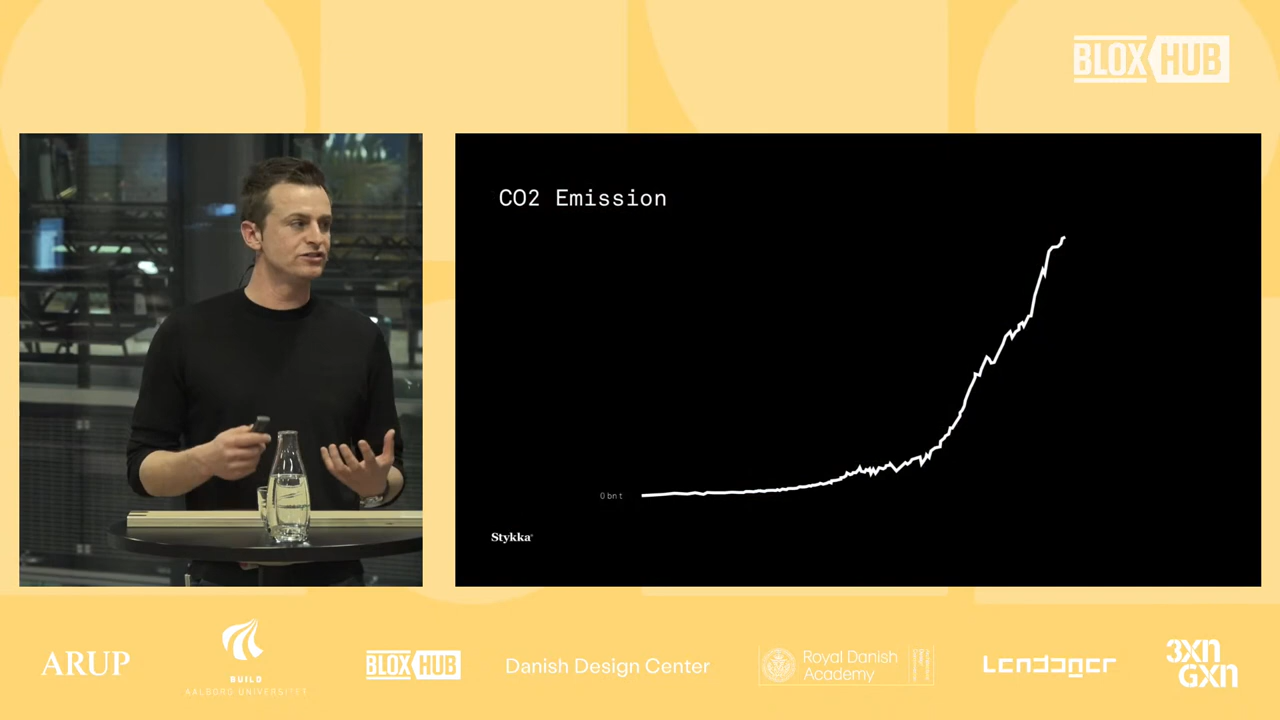 BLOX HUB
CO2 Emission
0 bn t
Stykka
ARUP
BUILD
AALBORG UNIVERSITET
BLOX HUB
Danish Design Center
Royal Danish
Academy
Lendager
3XN
GXN